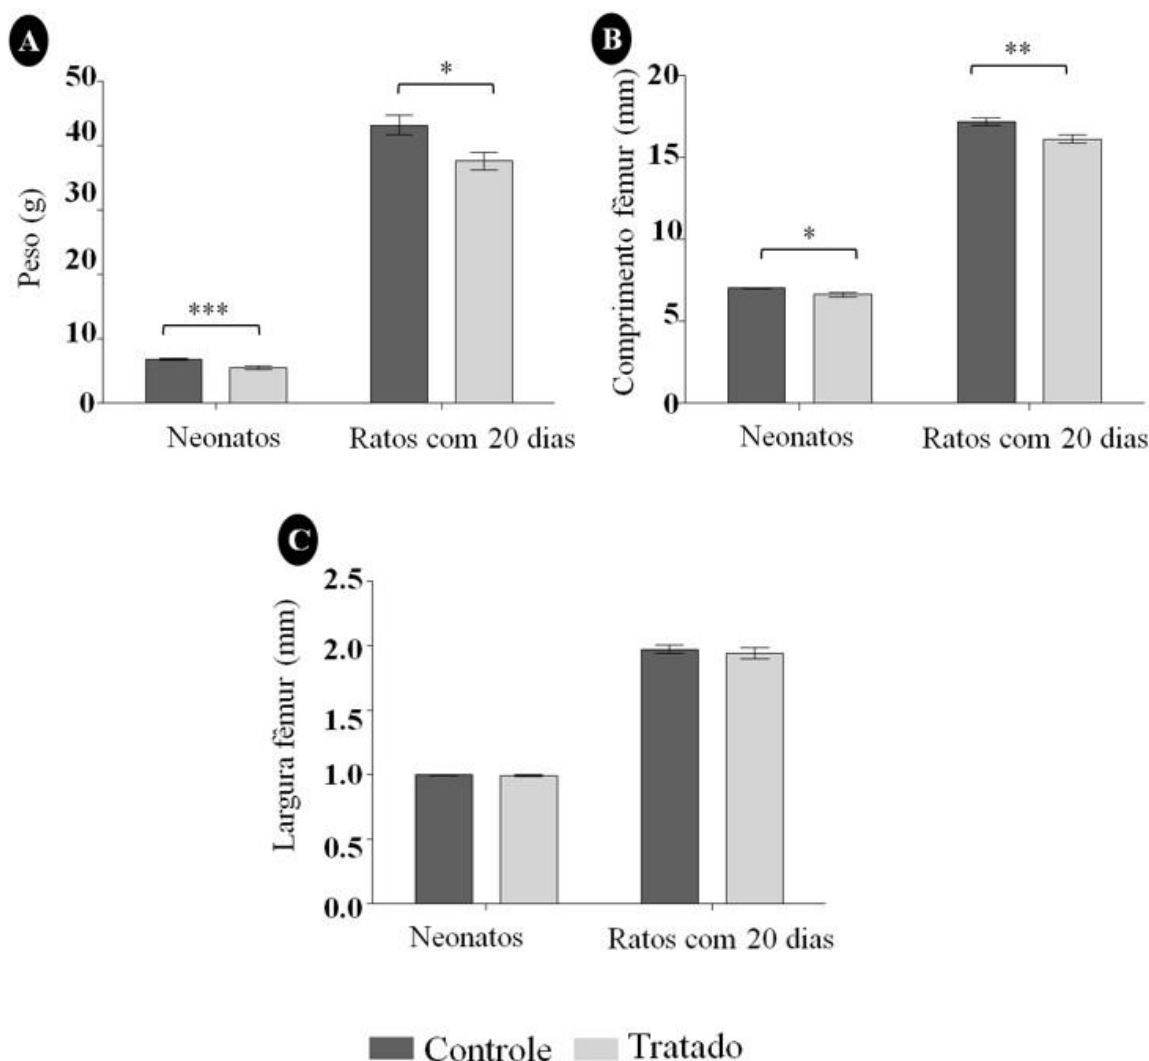 A
Peso (g)
50
40
30
20
10
0
*
***
Neonatos
Ratos com 20 dias
B
Comprimento fêmur (mm)
20
15
10
5
0
**
*
Neonatos
Ratos com 20 dias
C
Largura fêmur (mm)
2.5
2.0
1.5
1.0
0.5
0.0
Neonatos
Ratos com 20 dias
Controle
Tratado